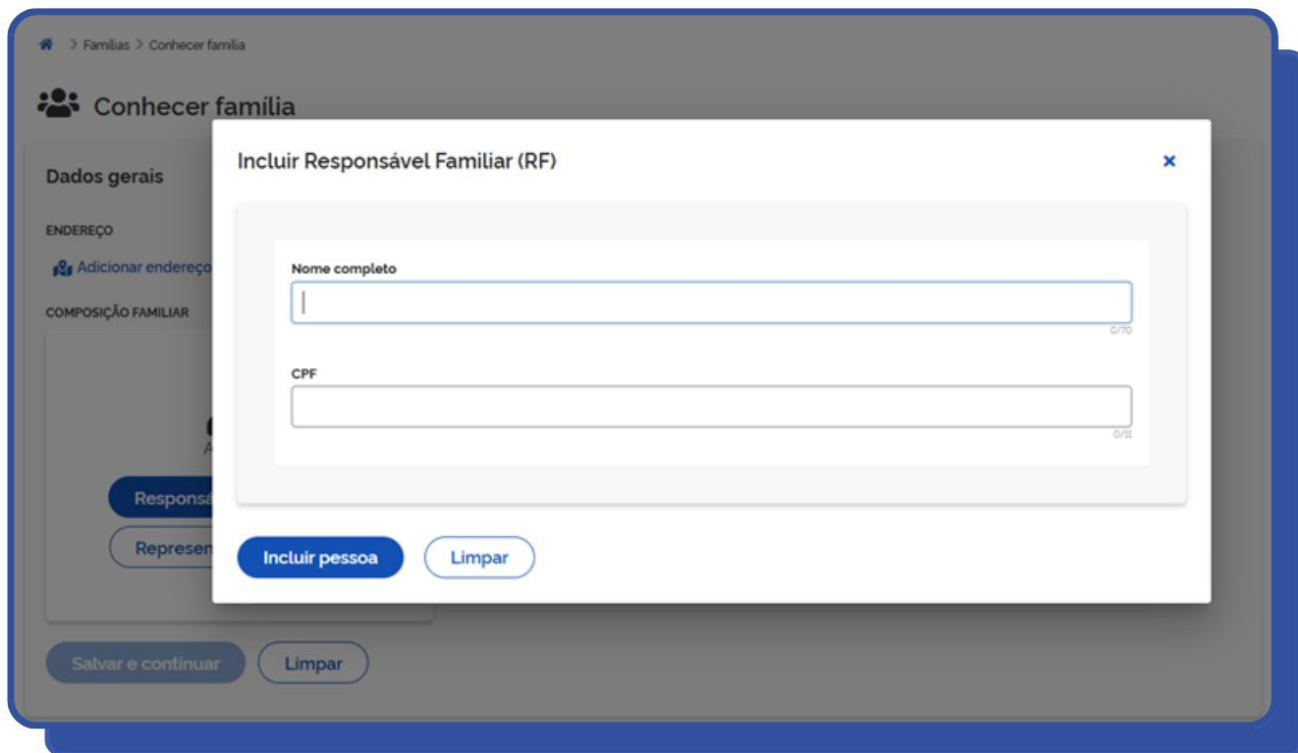 > Famílias > Conhecer família
Conhecer família
Dados gerais
ENDEREÇO
Adicionar endereço
COMPOSIÇÃO FAMILIAR
Salvar e continuar
Limpar
Incluir Responsável Familiar (RF)
×
Nome completo
0/70
CPF
0/11
Incluir pessoa
Limpar